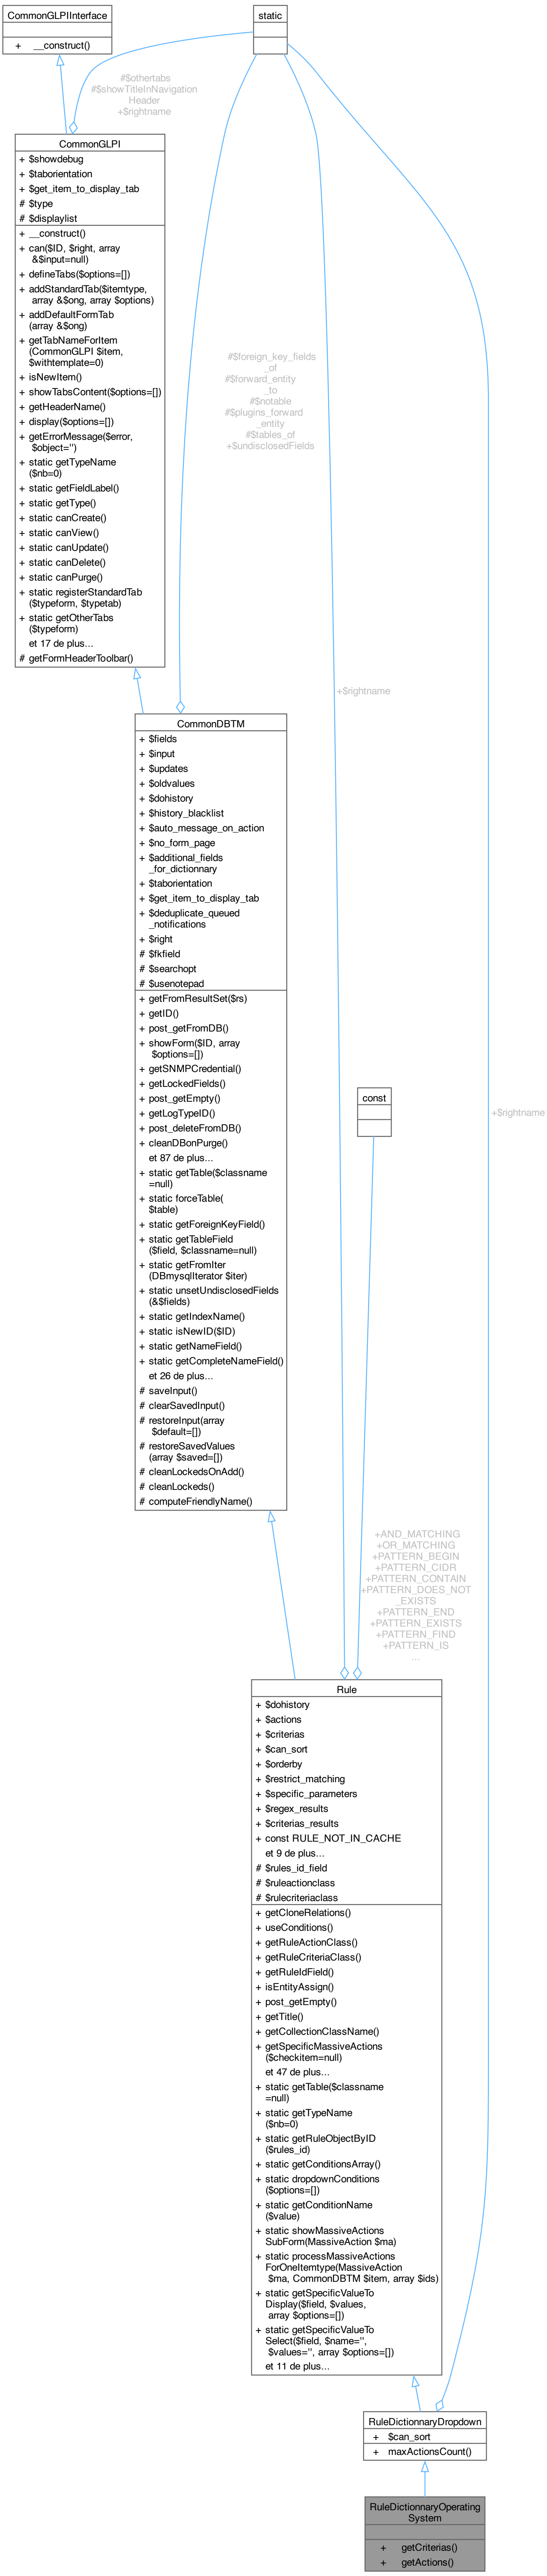 CommonGLPIInterface
+ __construct()
static
#$othertabs
#$showTitleInNavigation
Header
+$rightname
CommonGLPI
+ $showdebug
+ $taborientation
+ $get_item_to_display_tab
# $type
# $displaylist
+ __construct()
+ can($ID, $right, array
&$input=null)
+ defineTabs($options=[])
+ addStandardTab($itemtype,
array &$ong, array $options)
+ addDefaultFormTab
(array &$ong)
+ getTabNameForItem
(CommonGLPI $item,
$withtemplate=0)
+ isNewItem()
+ showTabsContent($options=[])
+ getHeaderName()
+ display($options=[])
+ getErrorMessage($error,
$object='')
+ static getTypeName
($nb=0)
+ static getFieldLabel()
+ static getType()
+ static canCreate()
+ static canView()
+ static canUpdate()
+ static canDelete()
+ static canPurge()
+ static registerStandardTab
($typeform, $typetab)
+ static getOtherTabs
($typeform)
et 17 de plus...
# getFormHeaderToolbar()
#$foreign_key_fields
_of
#$forward_entity
_to
#$notable
#$plugins_forward
_entity
#$tables_of
+$undisclosedFields
+$rightname
CommonDBTM
+ $fields
+ $input
+ $updates
+ $oldvalues
+ $dohistory
+ $history_blacklist
+ $auto_message_on_action
+ $no_form_page
+ $additional_fields
_for_dictionnary
+ $taborientation
+ $get_item_to_display_tab
+ $deduplicate_queued
_notifications
+ $right
# $fkfield
# $searchopt
# $usenotepad
+ getFromResultSet($rs)
+ getID()
+ post_getFromDB()
+ showForm($ID, array
$options=[])
+ getSNMPCredential()
+ getLockedFields()
+ post_getEmpty()
+ getLogTypeID()
+ post_deleteFromDB()
+ cleanDBonPurge()
et 87 de plus...
+ static getTable($classname
=null)
+ static forceTable(
$table)
+ static getForeignKeyField()
+ static getTableField
($field, $classname=null)
+ static getFromIter
(DBmysqlIterator $iter)
+ static unsetUndisclosedFields
(&$fields)
+ static getIndexName()
+ static isNewID($ID)
+ static getNameField()
+ static getCompleteNameField()
et 26 de plus...
# saveInput()
# clearSavedInput()
# restoreInput(array
$default=[])
# restoreSavedValues
(array $saved=[])
# cleanLockedsOnAdd()
# cleanLockeds()
# computeFriendlyName()
const
+$rightname
+AND_MATCHING
+OR_MATCHING
+PATTERN_BEGIN
+PATTERN_CIDR
+PATTERN_CONTAIN
+PATTERN_DOES_NOT
_EXISTS
+PATTERN_END
+PATTERN_EXISTS
+PATTERN_FIND
+PATTERN_IS
...
Rule
+ $dohistory
+ $actions
+ $criterias
+ $can_sort
+ $orderby
+ $restrict_matching
+ $specific_parameters
+ $regex_results
+ $criterias_results
+ const RULE_NOT_IN_CACHE
et 9 de plus...
# $rules_id_field
# $ruleactionclass
# $rulecriteriaclass
+ getCloneRelations()
+ useConditions()
+ getRuleActionClass()
+ getRuleCriteriaClass()
+ getRuleIdField()
+ isEntityAssign()
+ post_getEmpty()
+ getTitle()
+ getCollectionClassName()
+ getSpecificMassiveActions
($checkitem=null)
et 47 de plus...
+ static getTable($classname
=null)
+ static getTypeName
($nb=0)
+ static getRuleObjectByID
($rules_id)
+ static getConditionsArray()
+ static dropdownConditions
($options=[])
+ static getConditionName
($value)
+ static showMassiveActions
SubForm(MassiveAction $ma)
+ static processMassiveActions
ForOneItemtype(MassiveAction
$ma, CommonDBTM $item, array $ids)
+ static getSpecificValueTo
Display($field, $values,
array $options=[])
+ static getSpecificValueTo
Select($field, $name='',
$values='', array $options=[])
et 11 de plus...
RuleDictionnaryDropdown
+ $can_sort
+ maxActionsCount()
RuleDictionnaryOperating
System
+ getCriterias()
+ getActions()